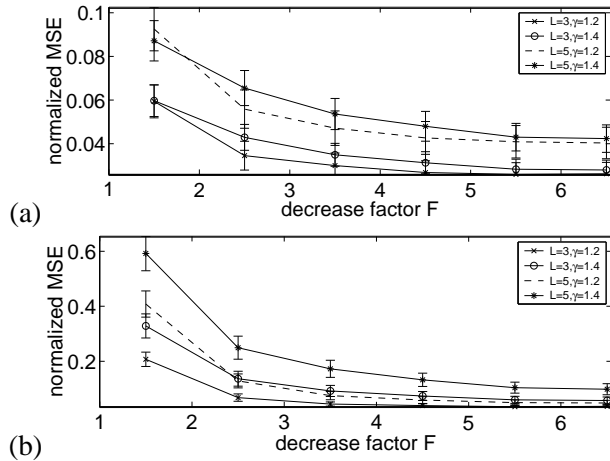 0.1
0.08
0.06
0.04
normalized MSE
L=3,γ=1.2
L=3,γ=1.4
L=5,γ=1.2
L=5,γ=1.4
1 2 3 4 5 6
decrease factor F
(a)
0.6
0.4
0.2
normalized MSE
L=3,γ=1.2
L=3,γ=1.4
L=5,γ=1.2
L=5,γ=1.4
1 2 3 4 5 6
decrease factor F
(b)